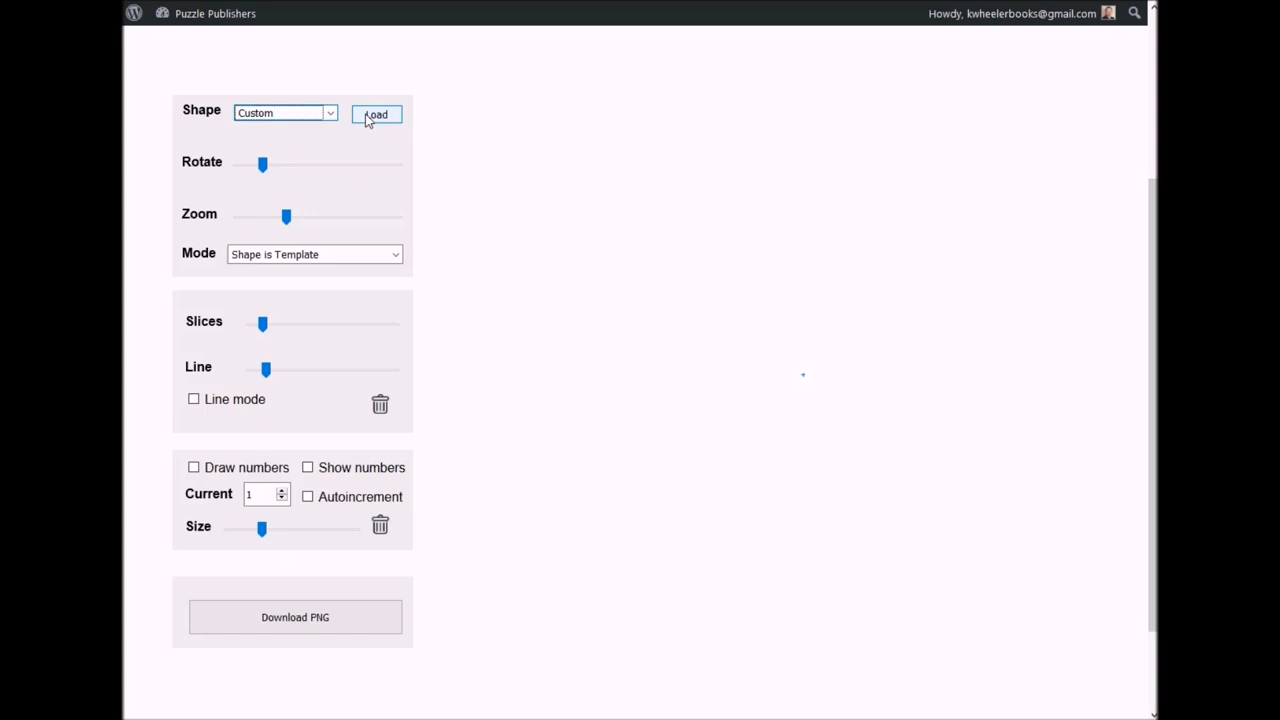 Puzzle Publishers
Howdy, kwheelerbooks@gmail.com
Shape
Custom
Load
Rotate
Zoom
Mode
Shape is Template
Slices
Line
Line mode
Draw numbers
Show numbers
Current
1
Autoincrement
Size
Download PNG